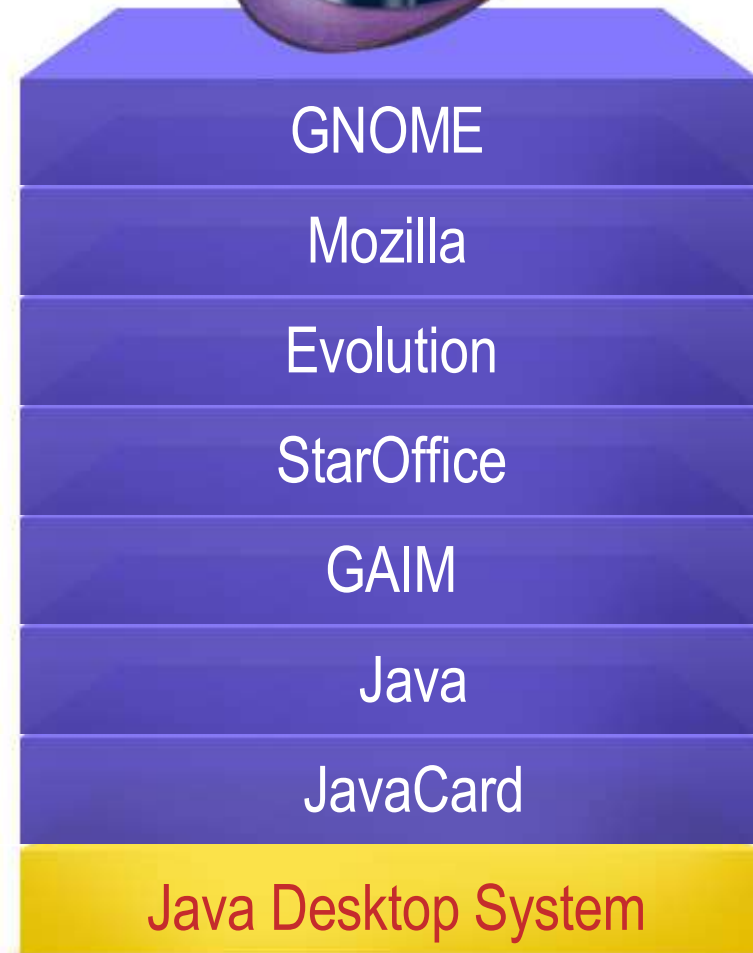 GNOME
Mozilla
Evolution
StarOffice
GAIM
Java
JavaCard
Java Desktop System